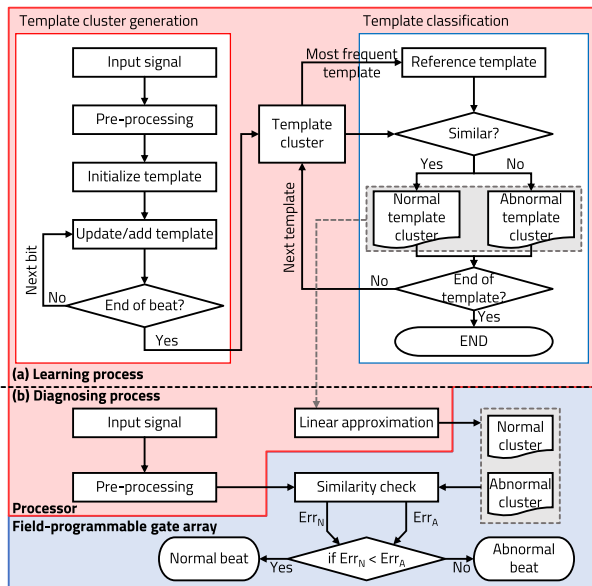 Template cluster generation
Template classification
Input signal
Pre-processing
Initialize template
Update/add template
Next bit
No
End of beat?
Yes
Most frequent
template
Template
cluster
Next template
Reference template
Similar?
Yes
No
Normal
template
cluster
Abnormal
template
cluster
No
End of
template?
Yes
END
(a) Learning process
(b) Diagnosing process
Input signal
Linear approximation
Normal
cluster
Pre-processing
Similarity check
Abnormal
cluster
Processor
Field-programmable gate array
Err_N
Err_A
Normal beat
Yes
if Err_N < Err_A
No
Abnormal
beat